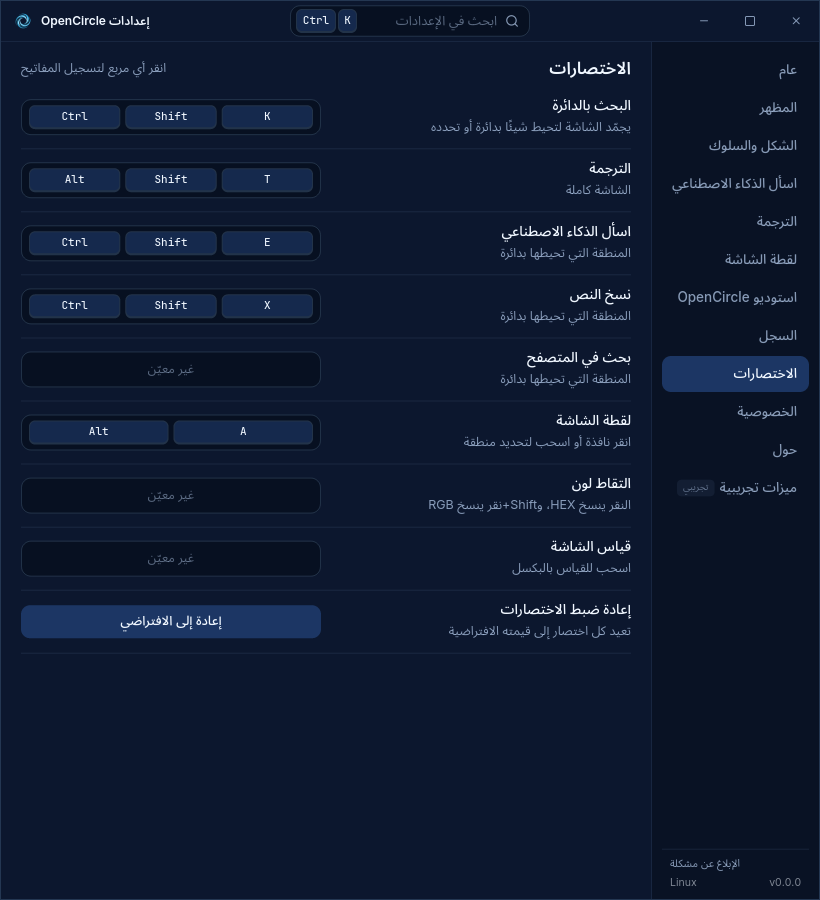 إعدادات OpenCircle
ابحث في الإعدادات
Ctrl K
عام
المظهر
الشكل والسلوك
اسأل الذكاء الاصطناعي
الترجمة
لقطة الشاشة
استوديو OpenCircle
السجل
الاختصارات
الخصوصية
حول
ميزات تجريبية تجريبي
الإبلاغ عن مشكلة
Linux v0.0.0
الاختصارات
انقر أي مربع لتسجيل المفاتيح
البحث بالدائرة
يجمّد الشاشة لتحيط شيئًا بدائرة أو تحدده
Ctrl Shift K
الترجمة
الشاشة كاملة
Alt Shift T
اسأل الذكاء الاصطناعي
المنطقة التي تحيطها بدائرة
Ctrl Shift E
نسخ النص
المنطقة التي تحيطها بدائرة
Ctrl Shift X
بحث في المتصفح
المنطقة التي تحيطها بدائرة
غير معيّن
لقطة الشاشة
انقر نافذة أو اسحب لتحديد منطقة
Alt A
التقاط لون
النقر ينسخ HEX، وShift+نقر ينسخ RGB
غير معيّن
قياس الشاشة
اسحب للقياس بالبكسل
غير معيّن
إعادة ضبط الاختصارات
تعيد كل اختصار إلى قيمته الافتراضية
إعادة إلى الافتراضي